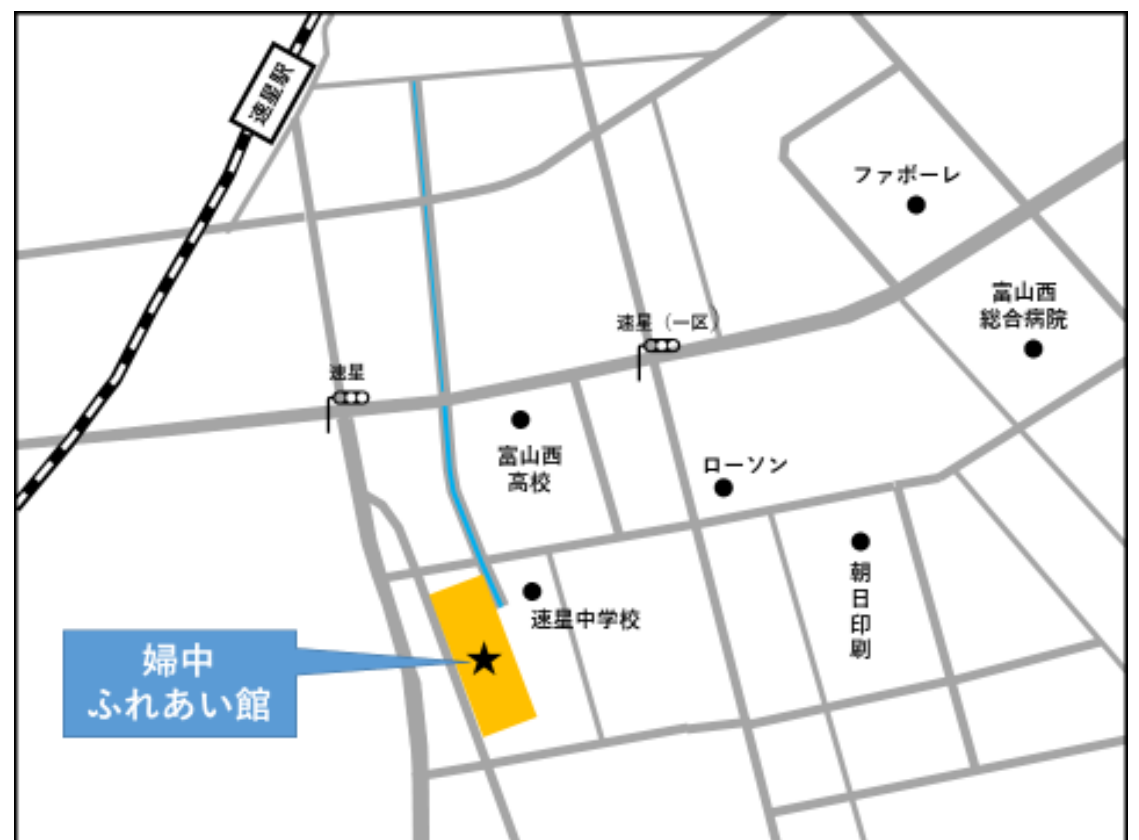 速星駅
ファボーレ
富山西
総合病院
速星（一区）
速星
富山西
高校
ローソン
朝日印刷
速星中学校
婦中
ふれあい館